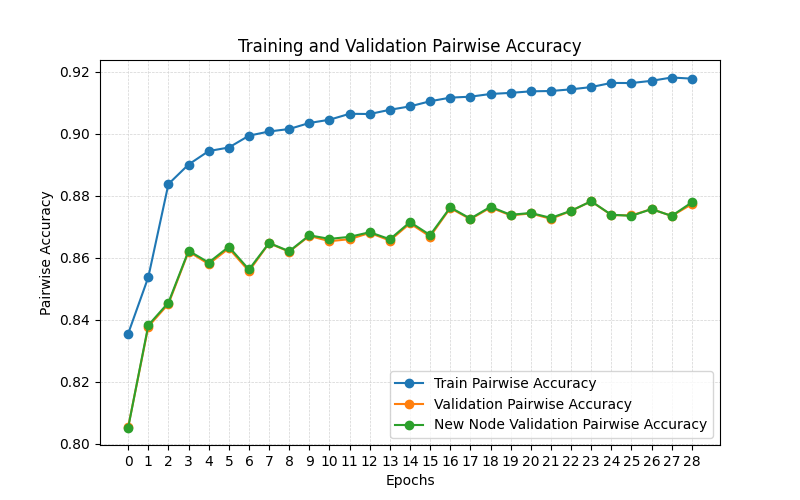 Training and Validation Pairwise Accuracy
0.92
0.90
0.88
0.86
0.84
0.82
0.80
Pairwise Accuracy
Train Pairwise Accuracy
Validation Pairwise Accuracy
New Node Validation Pairwise Accuracy
0 1 2 3 4 5 6 7 8 9 10 11 12 13 14 15 16 17 18 19 20 21 22 23 24 25 26 27 28
Epochs